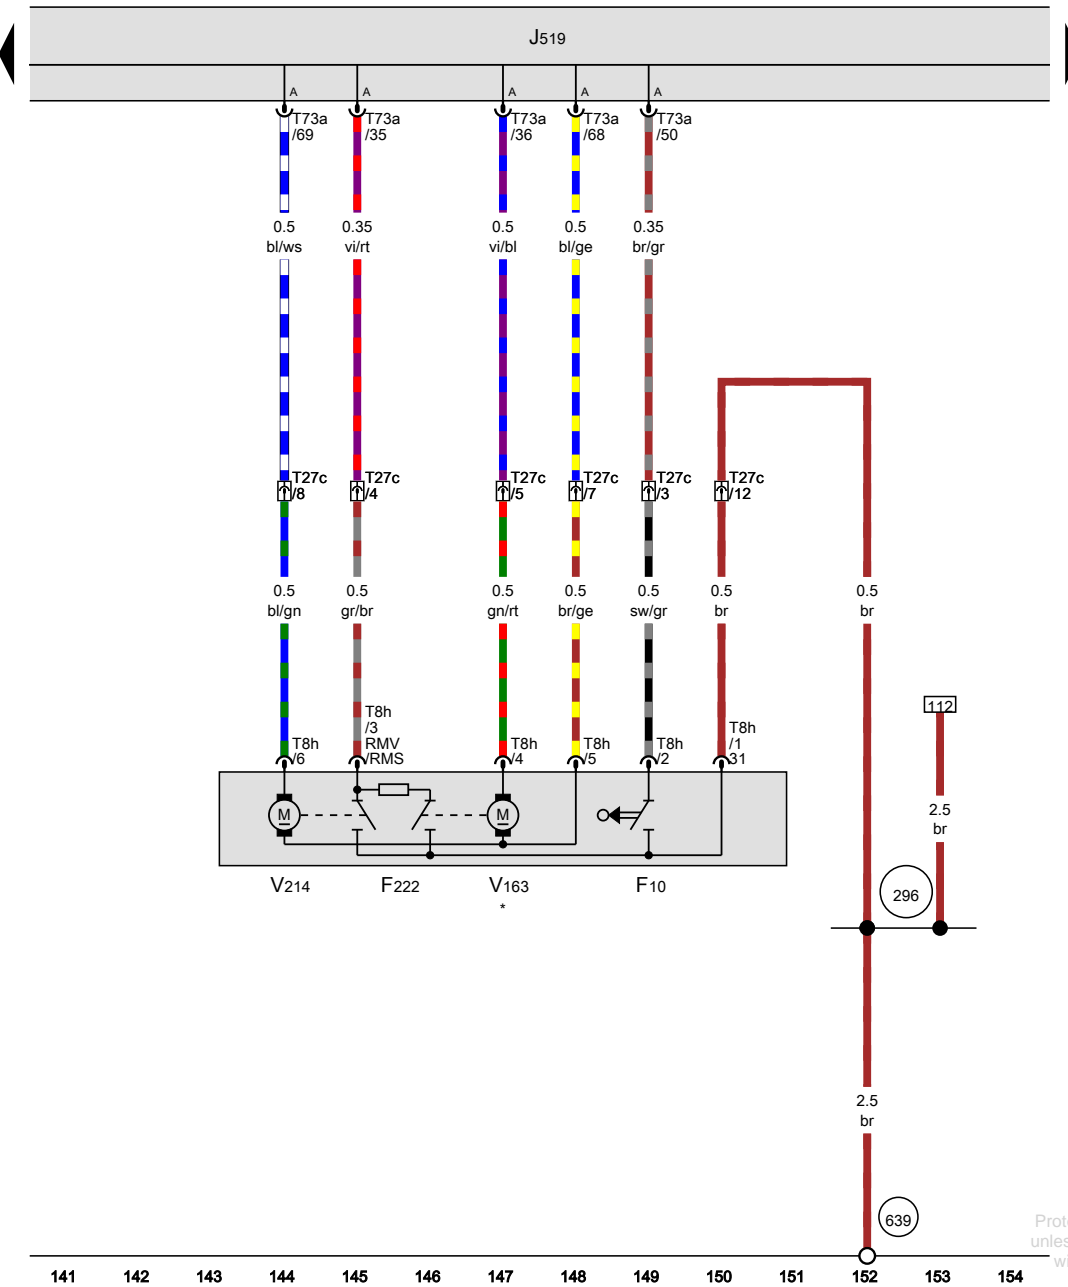 J519
A A A A A
T73a T73a T73a T73a T73a
/69 /35 /36 /68 /50
0.5 0.35 0.5 0.5 0.35
bl/ws vi/rt vi/bl bl/ge br/gr
T27c T27c T27c T27c T27c T27c
/8 /4 /5 /7 /3 /12
0.5 0.5 0.5 0.5 0.5 0.5 0.5
bl/gn gr/br gn/rt br/ge sw/gr br br
112
T8h
/3
T8h
/1
T8h RMV T8h T8h T8h
/6 /RMS /4 /5 /2 31
2.5
br
M M
V214 F222 V163 F10
*
296
2.5
br
639
Prot
unles
141 142 143 144 145 146 147 148 149 150 151 152 153 154